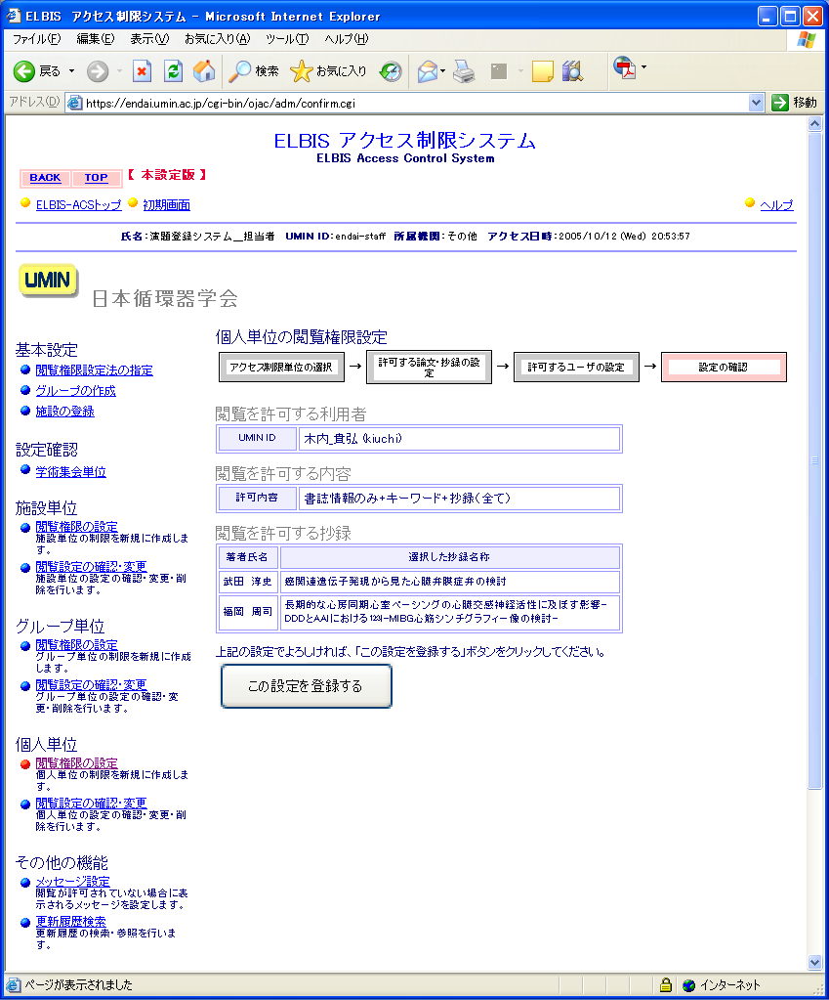 ELBIS アクセス制限システム - Microsoft Internet Explorer
ファイル(F) 編集(E) 表示(V) お気に入り(A) ツール(T) ヘルプ(H)
戻る 検索 お気に入り
アドレス(D) https://endai.umin.ac.jp/cgi-bin/ojac/adm/confirm.cgi 移動
ELBIS アクセス制限システム
ELBIS Access Control System
BACK TOP 【 本設定版 】
ELBIS-ACSトップ 初期画面 ヘルプ
氏名:演題登録システム__担当者 UMIN ID:endai-staff 所属機関:その他 アクセス日時:2005/10/12 (Wed) 20:53:57
UMIN 日本循環器学会
基本設定
閲覧権限設定法の指定
グループの作成
施設の登録
設定確認
学術集会単位
施設単位
閲覧権限の設定
施設単位の制限を新規に作成しま
す。
閲覧設定の確認・変更
施設単位の設定の確認・変更・削
除を行います。
グループ単位
閲覧権限の設定
グループ単位の制限を新規に作成
します。
閲覧設定の確認・変更
グループ単位の設定の確認・変
更・削除を行います。
個人単位
閲覧権限の設定
個人単位の制限を新規に作成しま
す。
閲覧設定の確認・変更
個人単位の設定の確認・変更・削
除を行います。
その他の機能
メッセージ設定
閲覧が許可されていない場合に表
示されるメッセージを設定します。
更新履歴検索
更新履歴の検索・参照を行いま
す。
個人単位の閲覧権限設定
アクセス制限単位の選択 → 許可する論文・抄録の設定 → 許可するユーザの設定 → 設定の確認
閲覧を許可する利用者
UMIN ID 木内_貴弘 (kiuchi)
閲覧を許可する内容
許可内容 書誌情報のみ+キーワード+抄録(全て)
閲覧を許可する抄録
著者氏名 選択した抄録名称
武田 淳史 癌関連遺伝子発現から見た心臓弁膜症弁の検討
福岡 周司 長期的な心房同期心室ペーシングの心臓交感神経活性に及ぼす影響-
DDDとAAIにおける123I-MIBG心筋シンチグラフィー像の検討-
上記の設定でよろしければ、「この設定を登録する」ボタンをクリックしてください。
この設定を登録する
ページが表示されました インターネット